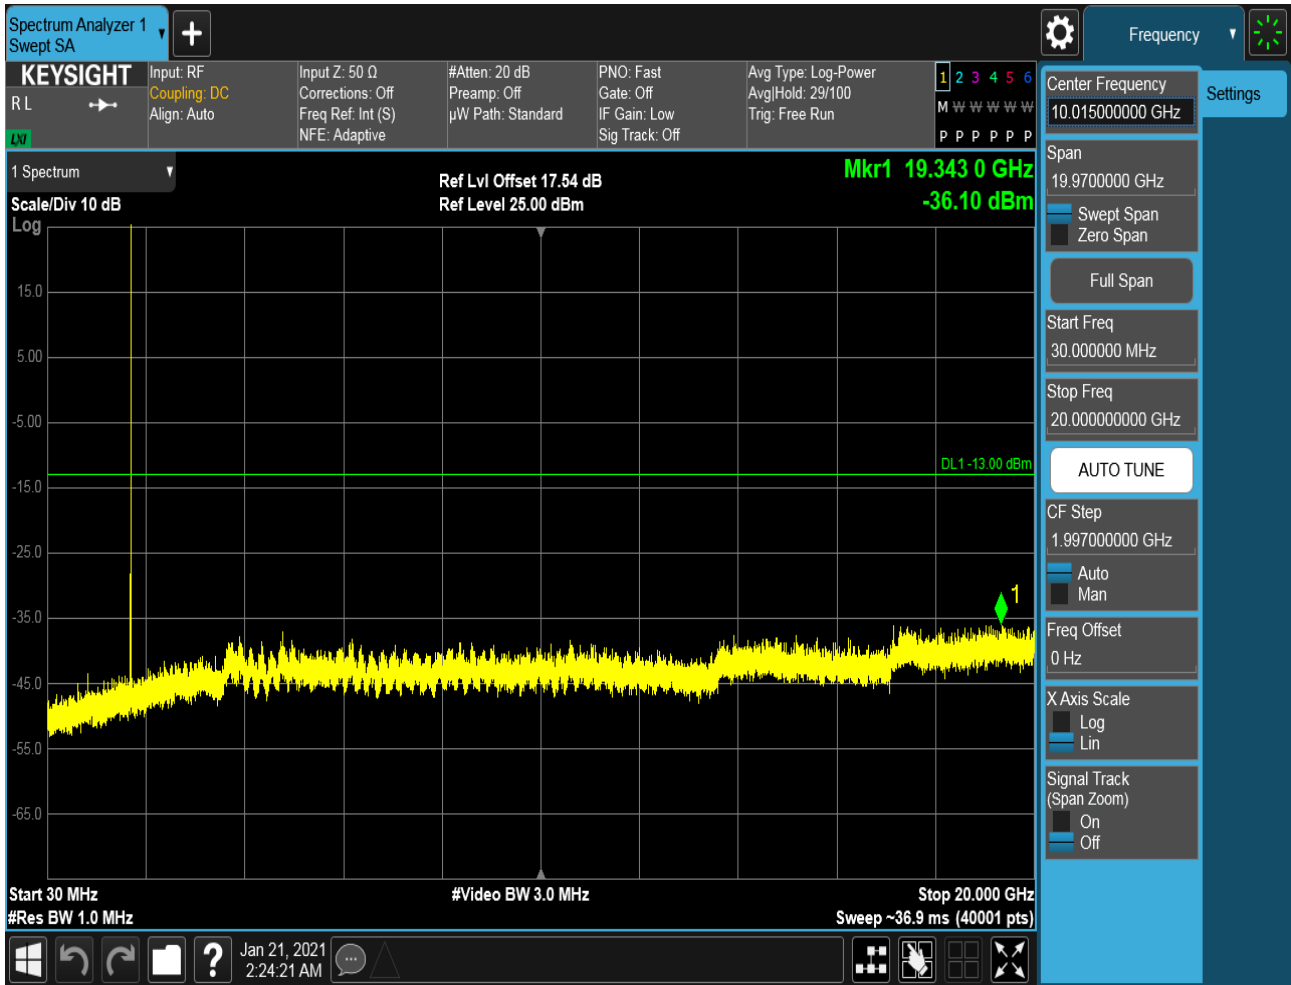 Spectrum Analyzer 1
Swept SA
Frequency
KEYSIGHT
R L
LXI
Input: RF
Coupling: DC
Align: Auto
Input Z: 50 Ω
Corrections: Off
Freq Ref: Int (S)
NFE: Adaptive
#Atten: 20 dB
Preamp: Off
µW Path: Standard
PNO: Fast
Gate: Off
IF Gain: Low
Sig Track: Off
Avg Type: Log-Power
Avg|Hold: 29/100
Trig: Free Run
1 2 3 4 5 6
M W W W W W
P P P P P P
1 Spectrum
Scale/Div 10 dB
Log
Ref Lvl Offset 17.54 dB
Ref Level 25.00 dBm
Mkr1 19.343 0 GHz
-36.10 dBm
15.0
5.00
-5.00
-15.0
-25.0
-35.0
-45.0
-55.0
-65.0
DL1 -13.00 dBm
1
Start 30 MHz
#Res BW 1.0 MHz
#Video BW 3.0 MHz
Stop 20.000 GHz
Sweep ~36.9 ms (40001 pts)
Center Frequency
10.015000000 GHz
Settings
Span
19.9700000 GHz
Swept Span
Zero Span
Full Span
Start Freq
30.000000 MHz
Stop Freq
20.000000000 GHz
AUTO TUNE
CF Step
1.997000000 GHz
Auto
Man
Freq Offset
0 Hz
X Axis Scale
Log
Lin
Signal Track
(Span Zoom)
On
Off
?
Jan 21, 2021
2:24:21 AM